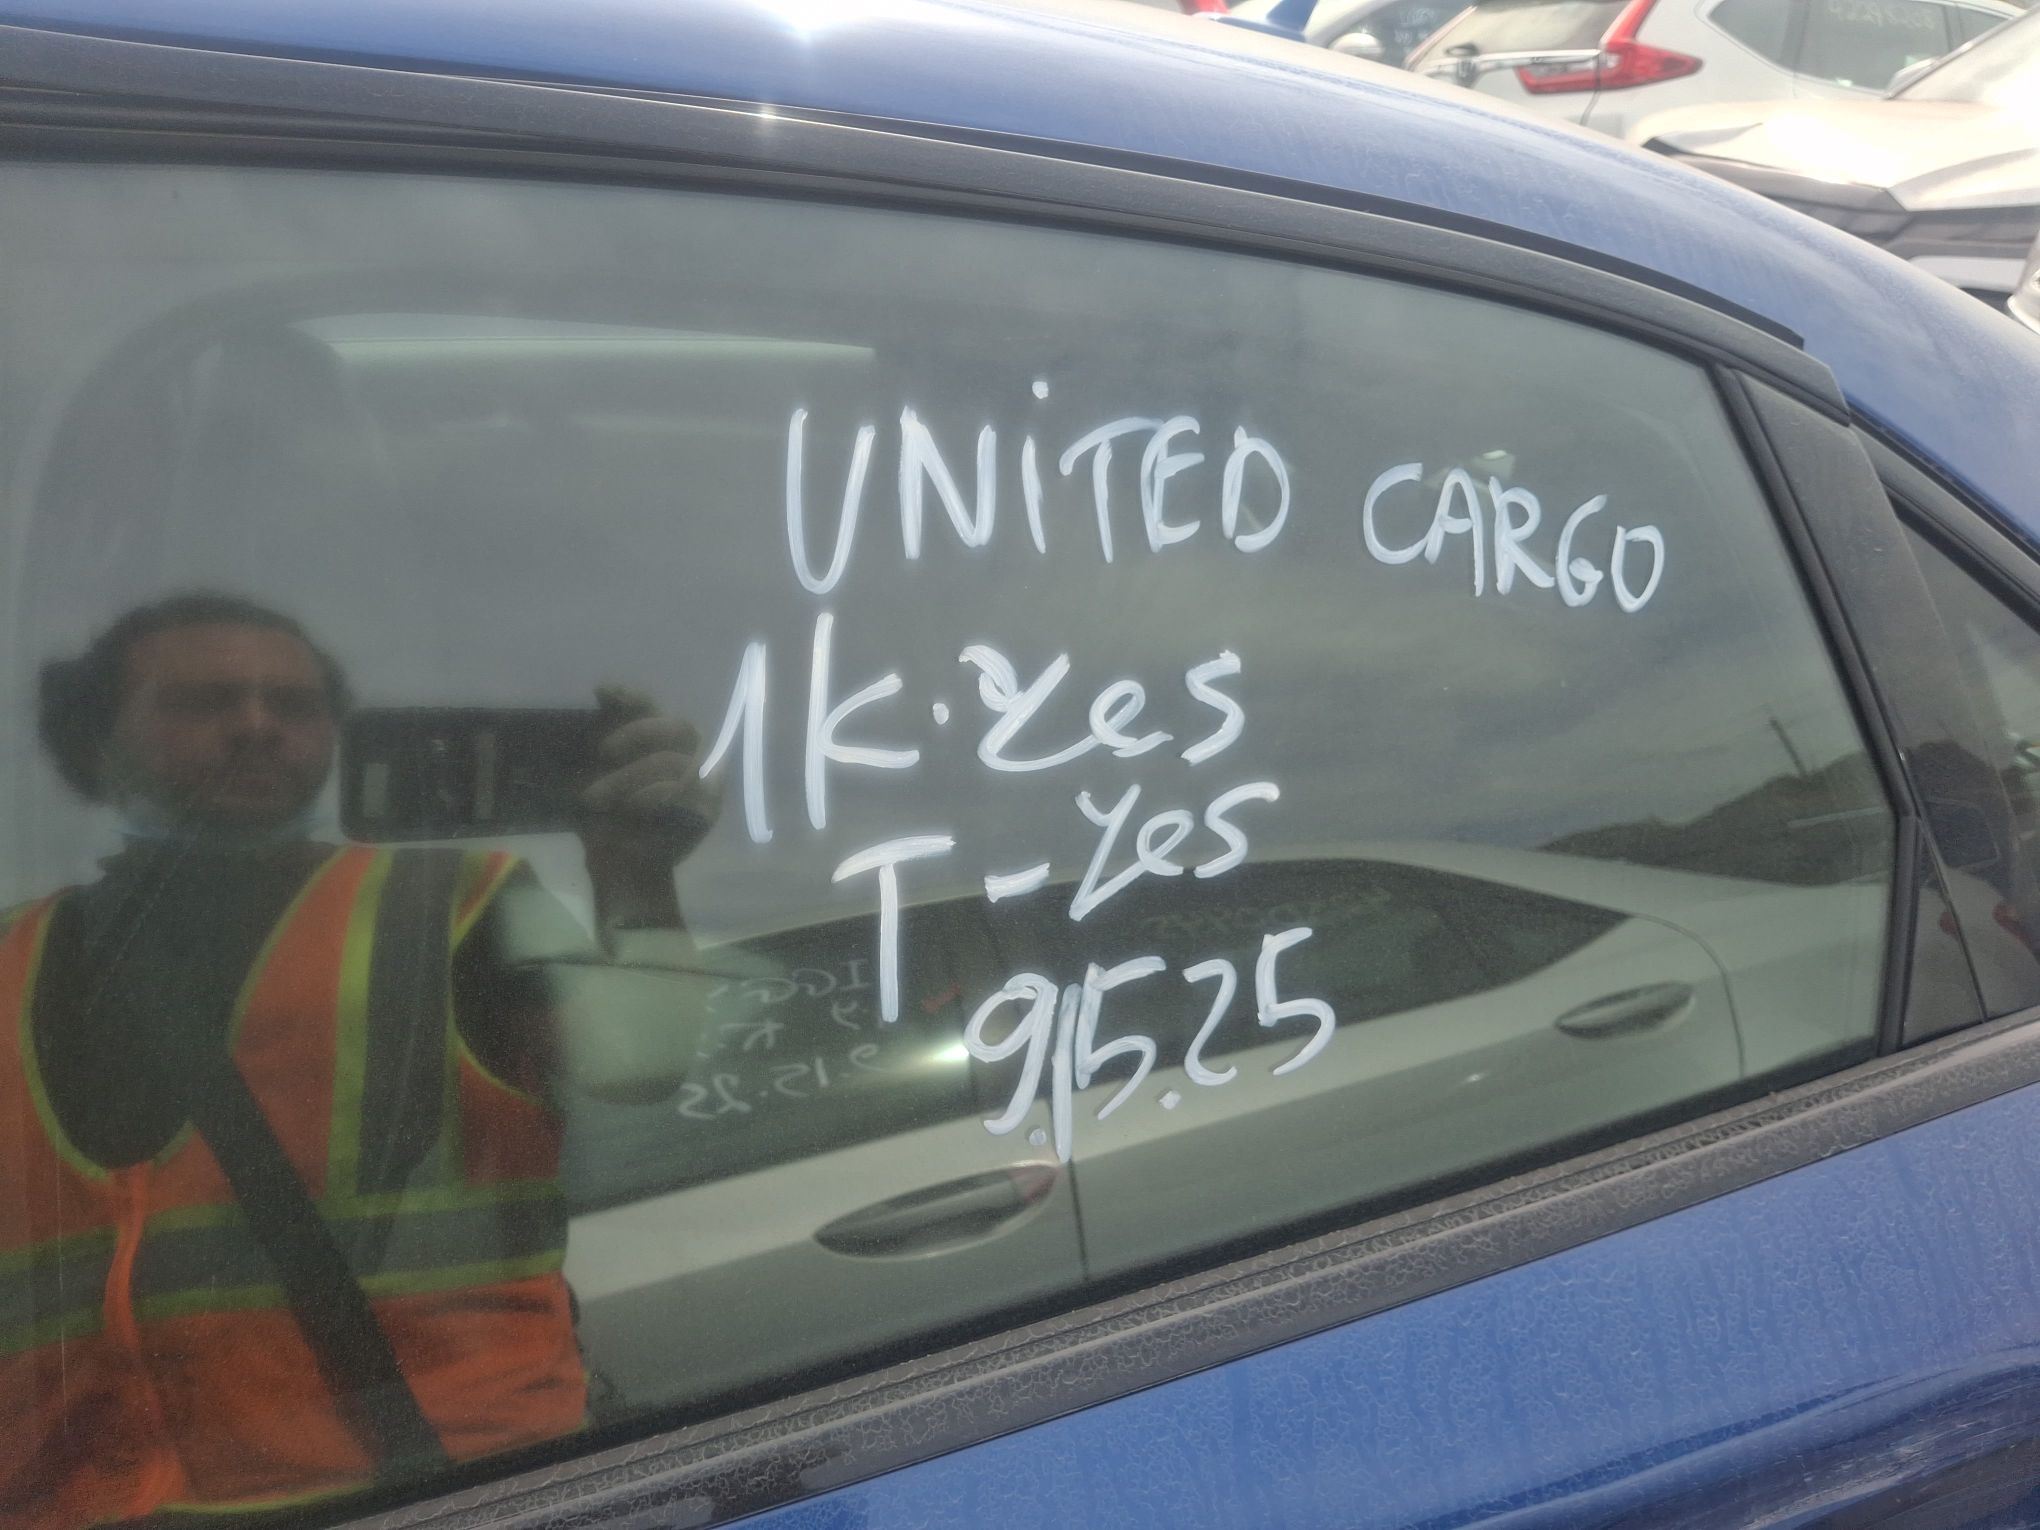 UNiTED CARGO
1K.Yes
T-Yes
9.15.25